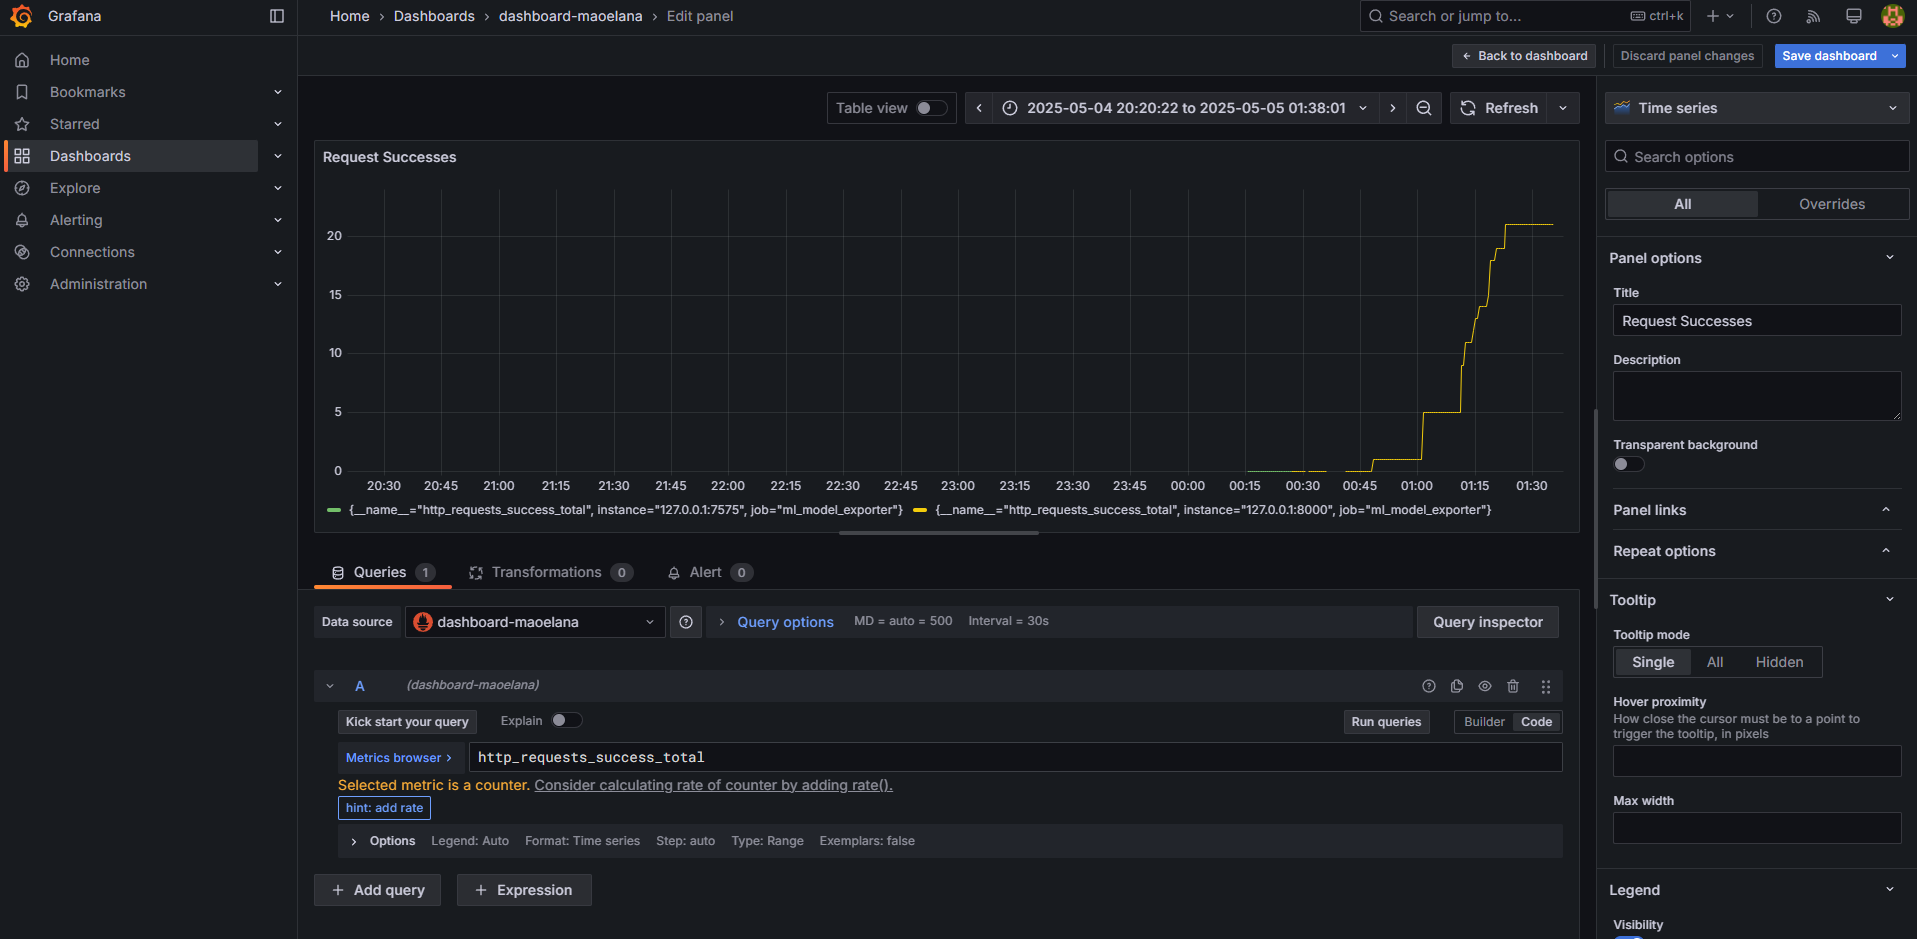 Grafana
Home › Dashboards › dashboard-maoelana › Edit panel
Search or jump to...
ctrl+k
Home
Bookmarks
Starred
Dashboards
Explore
Alerting
Connections
Administration
Back to dashboard
Discard panel changes
Save dashboard
Table view
2025-05-04 20:20:22 to 2025-05-05 01:38:01
Refresh
Request Successes
20
15
10
5
0
20:30 20:45 21:00 21:15 21:30 21:45 22:00 22:15 22:30 22:45 23:00 23:15 23:30 23:45 00:00 00:15 00:30 00:45 01:00 01:15 01:30
{__name__="http_requests_success_total", instance="127.0.0.1:7575", job="ml_model_exporter"} {__name__="http_requests_success_total", instance="127.0.0.1:8000", job="ml_model_exporter"}
Queries 1 Transformations 0 Alert 0
Data source dashboard-maoelana Query options MD = auto = 500 Interval = 30s Query inspector
A (dashboard-maoelana)
Kick start your query Explain Run queries Builder Code
Metrics browser › http_requests_success_total
Selected metric is a counter. Consider calculating rate of counter by adding rate().
hint: add rate
Options Legend: Auto Format: Time series Step: auto Type: Range Exemplars: false
+ Add query + Expression
Time series
Search options
All Overrides
Panel options
Title
Request Successes
Description
Transparent background
Panel links
Repeat options
Tooltip
Tooltip mode
Single All Hidden
Hover proximity
How close the cursor must be to a point to
trigger the tooltip, in pixels
Max width
Legend
Visibility